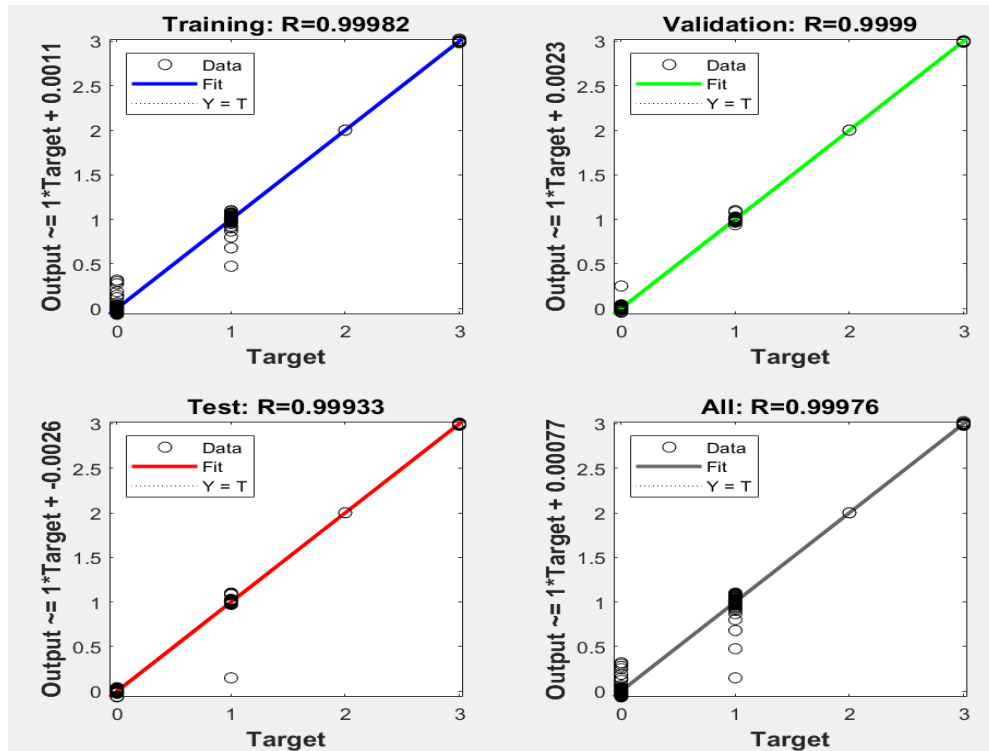 Training: R=0.99982
Output ~= 1*Target + 0.0011
3
2.5
2
1.5
1
0.5
0
Data
Fit
Y = T
0 1 2 3
Target
Validation: R=0.9999
Output ~= 1*Target + 0.0023
3
2.5
2
1.5
1
0.5
0
Data
Fit
Y = T
0 1 2 3
Target
Test: R=0.99933
Output ~= 1*Target + -0.0026
3
2.5
2
1.5
1
0.5
0
Data
Fit
Y = T
0 1 2 3
Target
All: R=0.99976
Output ~= 1*Target + 0.00077
3
2.5
2
1.5
1
0.5
0
Data
Fit
Y = T
0 1 2 3
Target